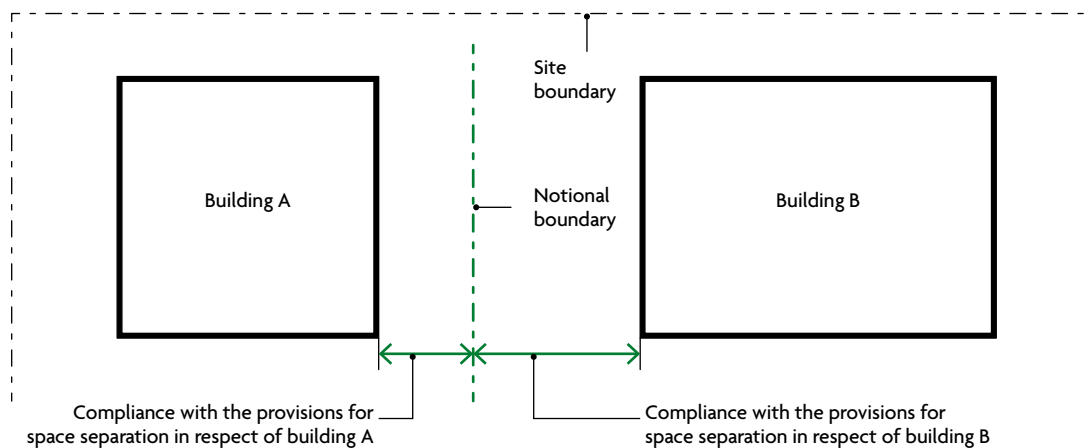 Site
boundary
Building A
Notional
boundary
Building B
Compliance with the provisions for
space separation in respect of building A
Compliance with the provisions for
space separation in respect of building B